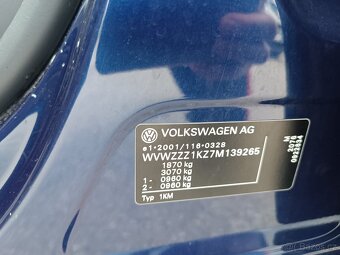 VOLKSWAGEN AG
e1*2001/116*0328
WVWZZZ1KZ7M139265
1870 kg
3070 kg
1 - 0960 kg
2 - 0960 kg
Typ 1KM